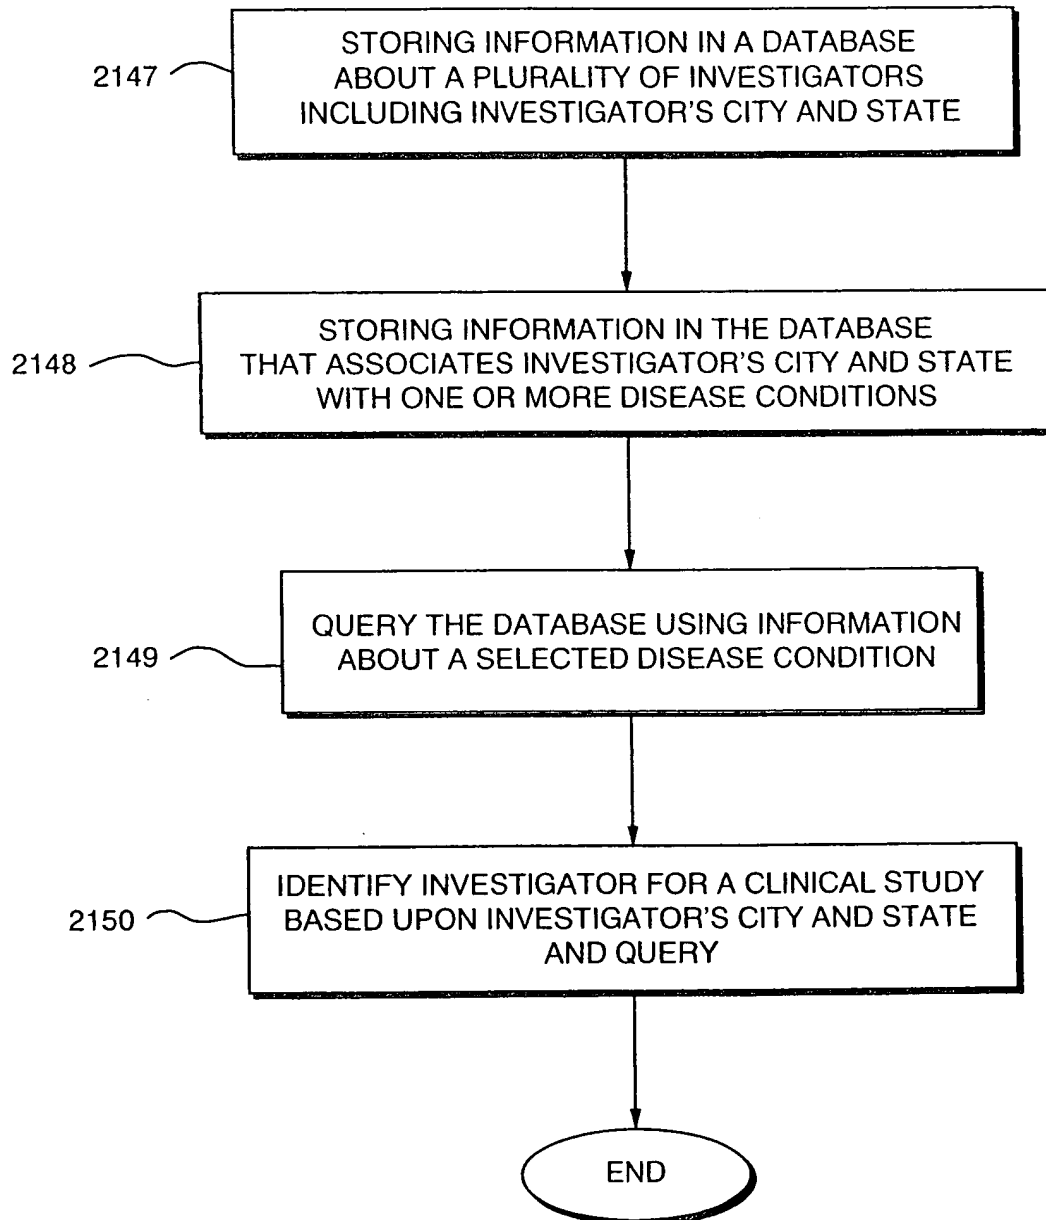 2147
STORING INFORMATION IN A DATABASE
ABOUT A PLURALITY OF INVESTIGATORS
INCLUDING INVESTIGATOR'S CITY AND STATE
2148
STORING INFORMATION IN THE DATABASE
THAT ASSOCIATES INVESTIGATOR'S CITY AND STATE
WITH ONE OR MORE DISEASE CONDITIONS
2149
QUERY THE DATABASE USING INFORMATION
ABOUT A SELECTED DISEASE CONDITION
2150
IDENTIFY INVESTIGATOR FOR A CLINICAL STUDY
BASED UPON INVESTIGATOR'S CITY AND STATE
AND QUERY
END